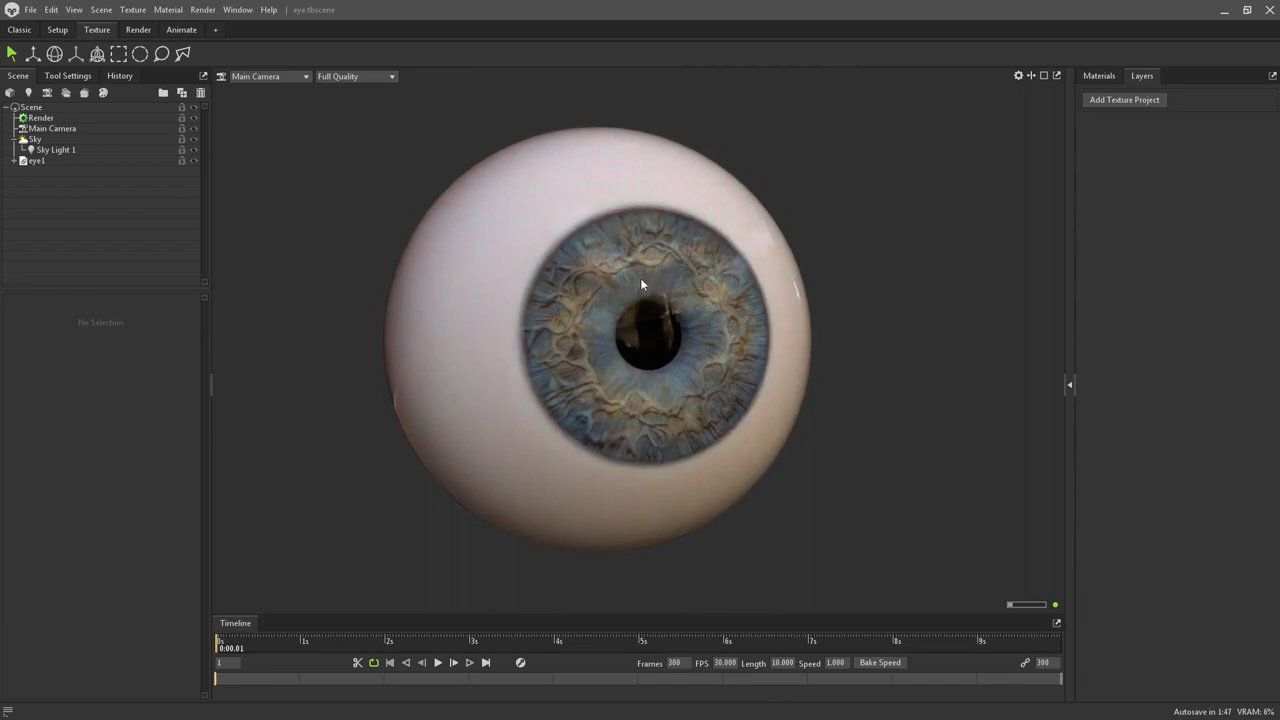 File Edit View Scene Texture Material Render Window Help eye.tbscene
Classic Setup Texture Render Animate +
Scene Tool Settings History
Main Camera Full Quality
Materials Layers
Add Texture Project
Scene
Render
Main Camera
Sky
Sky Light 1
eye1
No Selection
Timeline
0s 1s 2s 3s 4s 5s 6s 7s 8s 9s
0:00.01
1 Frames 300 FPS 30.000 Length 10.000 Speed 1.000 Bake Speed 300
Autosave in 1:47 VRAM: 6%